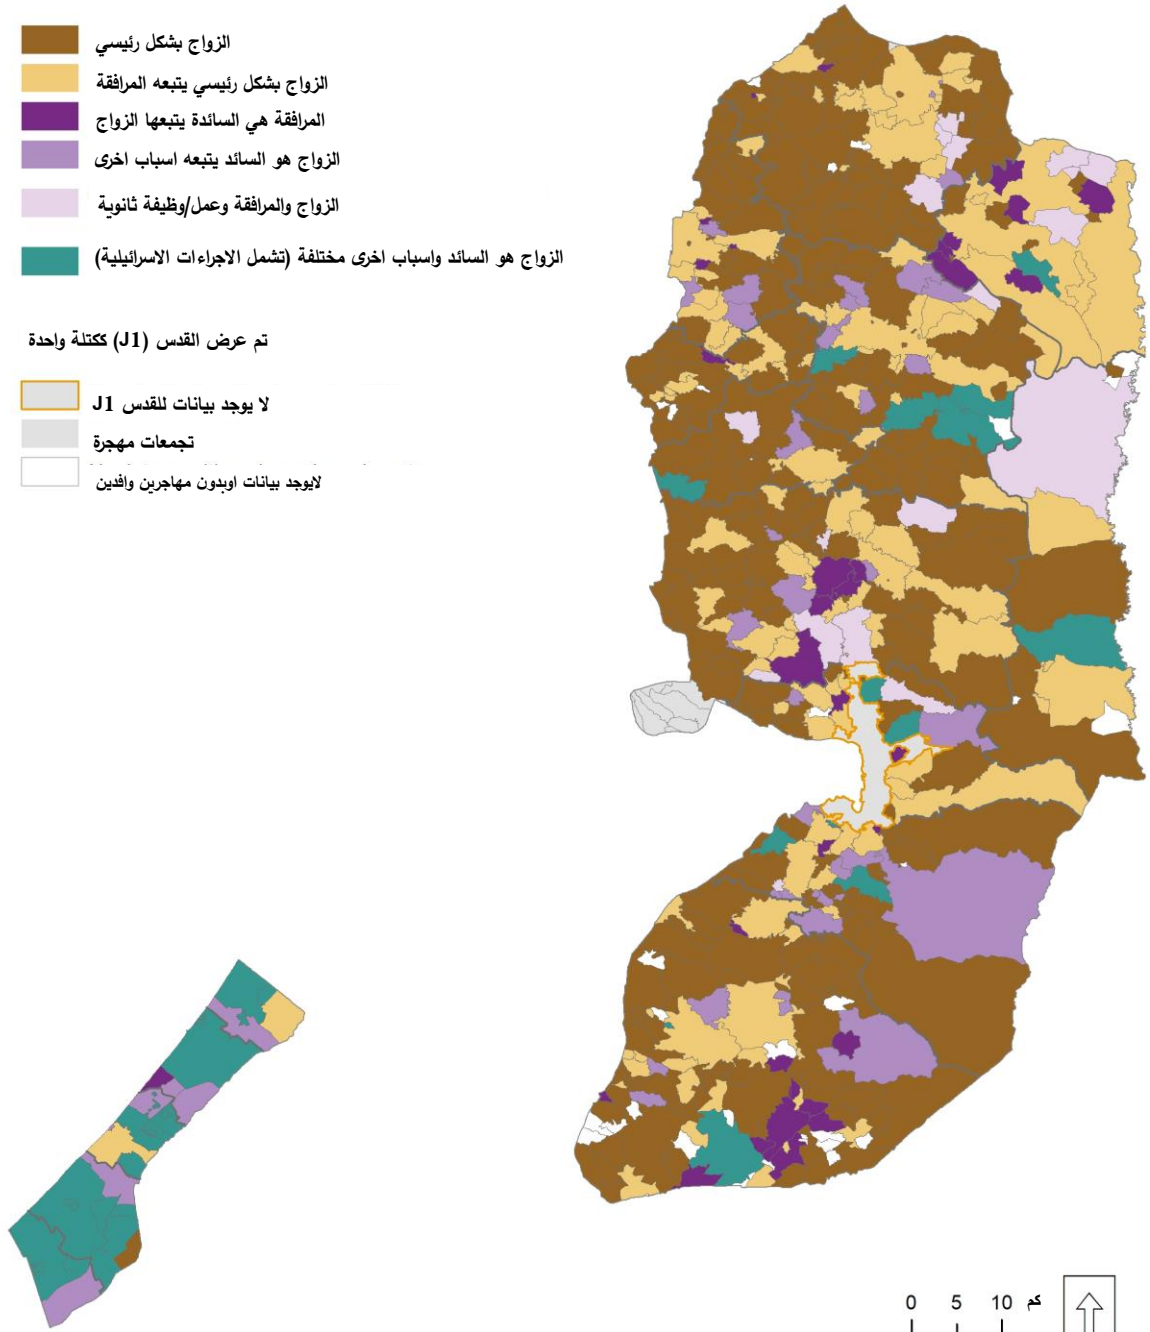 الزواج بشكل رئيسي
الزواج بشكل رئيسي يتبعه المرافقة
المرافقة هي السائدة يتبعها الزواج
الزواج هو السائد يتبعه اسباب اخرى
الزواج والمرافقة وعمل/وظيفة ثانوية
الزواج هو السائد واسباب اخرى مختلفة (تشمل الاجراءات الاسرائيلية)
تم عرض القدس (J1) ككتلة واحدة
لا يوجد بيانات للقدس J1
تجمعات مهجرة
لايوجد بيانات اوبدون مهاجرين وافدين
0 5 10 كم